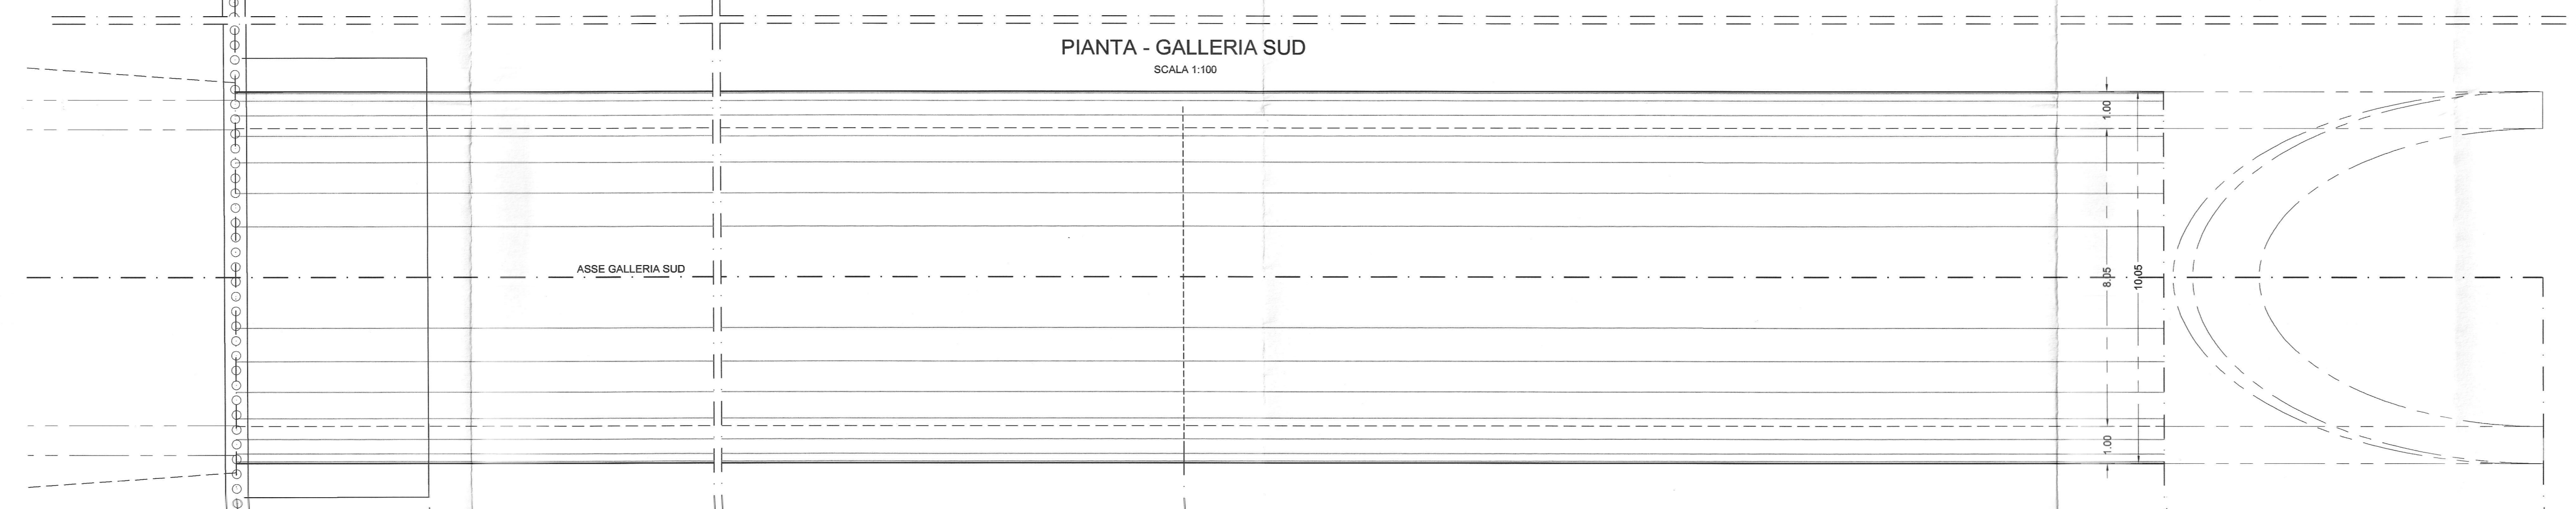 PIANTA - GALLERIA SUD
SCALA 1:100
1.00
ASSE GALLERIA SUD
8.05
10.05
1.00